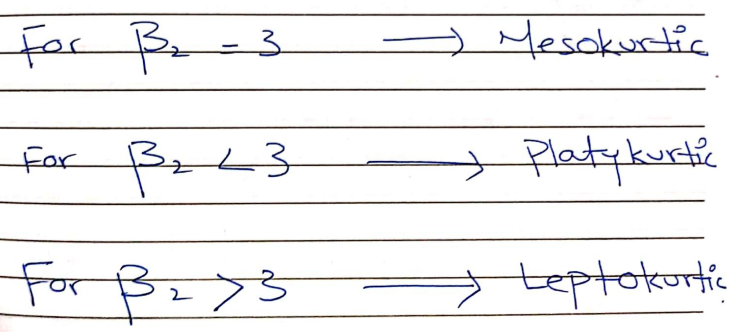 For β₂ = 3 → Mesokurtic
For β₂ < 3 → Platykurtic
For β₂ > 3 → Leptokurtic